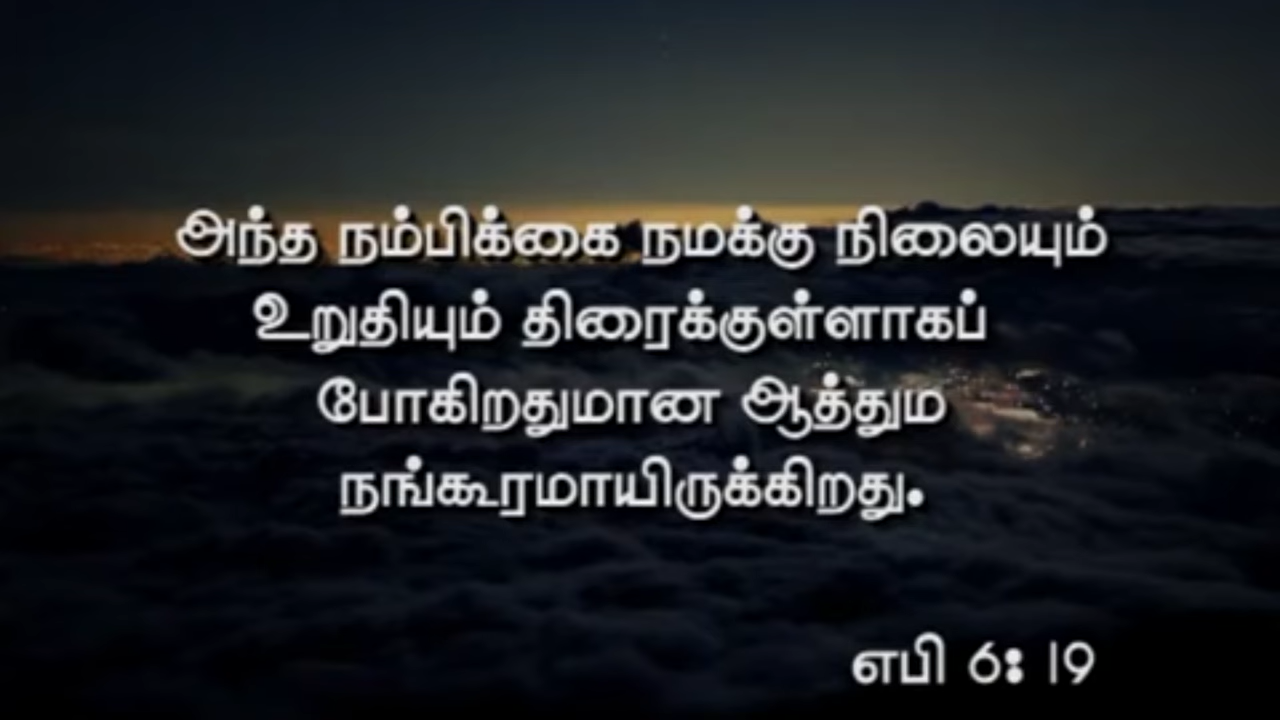 அந்த நம்பிக்கை நமக்கு நிலையும்
உறுதியும் திரைக்குள்ளாகப்
போகிறதுமான ஆத்தும
நங்கூரமாயிருக்கிறது.
எபி 6: 19